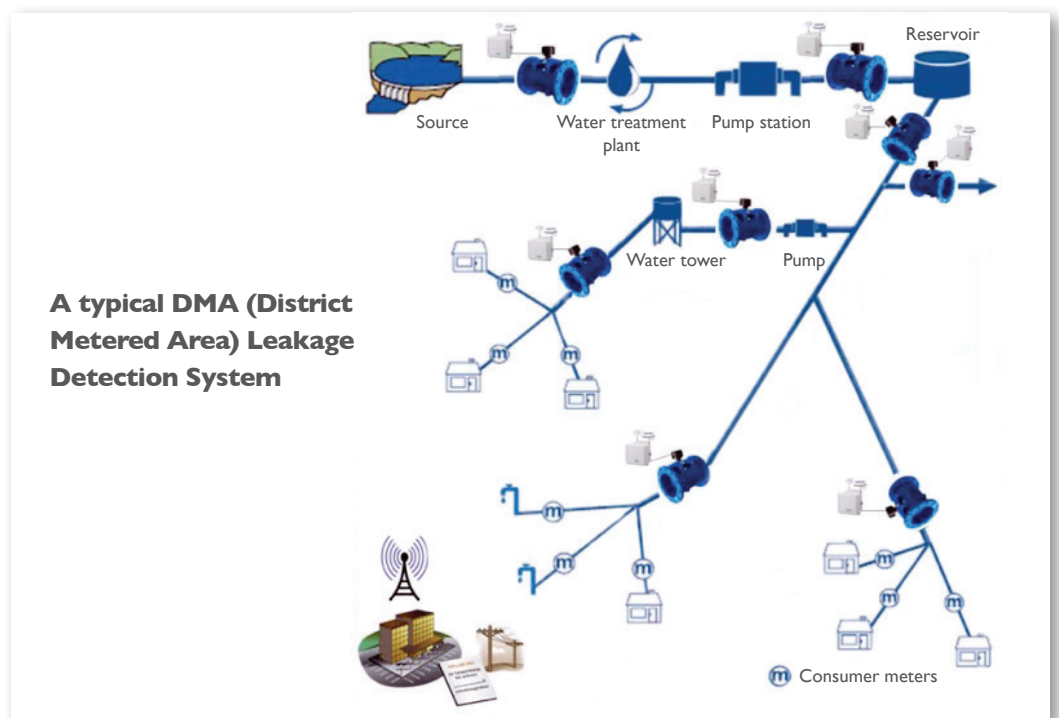 Reservoir
Source
Water treatment
plant
Pump station
Water tower
Pump
A typical DMA (District
Metered Area) Leakage
Detection System
m
m
m
m
m
m
m
m
m
m Consumer meters